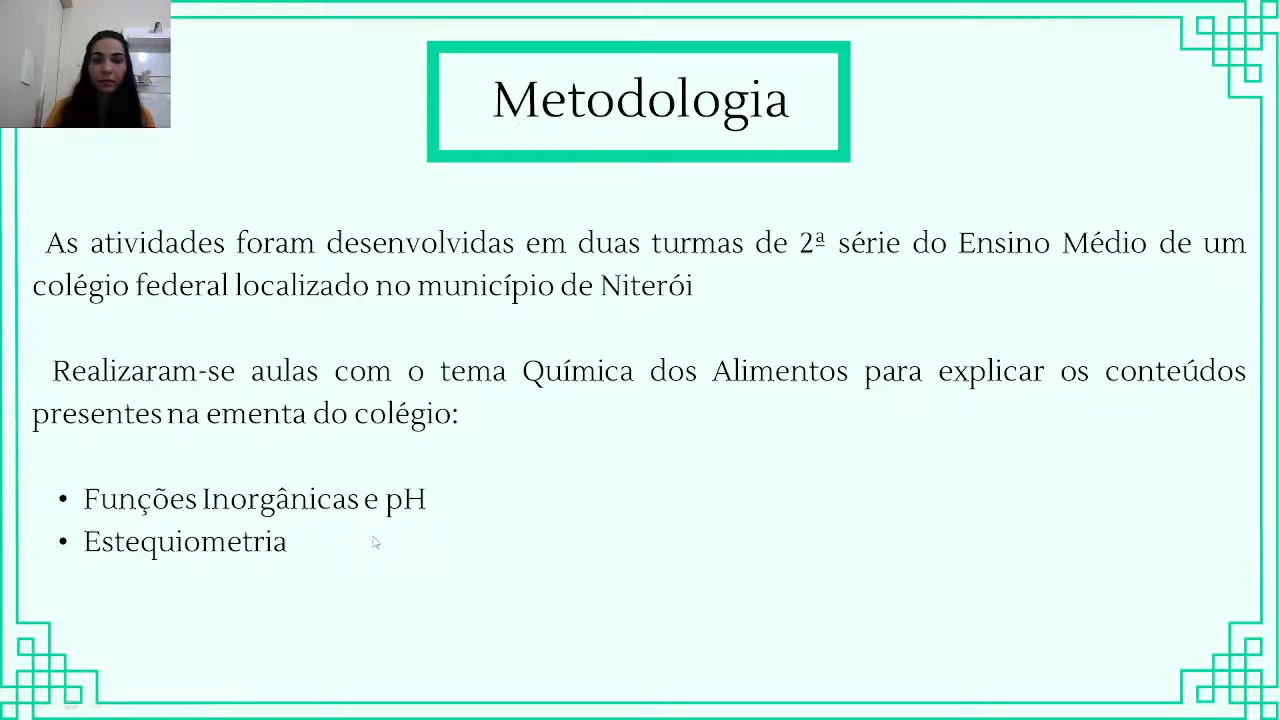 Metodologia
As atividades foram desenvolvidas em duas turmas de 2ª série do Ensino Médio de um
colégio federal localizado no município de Niterói
Realizaram-se aulas com o tema Química dos Alimentos para explicar os conteúdos
presentes na ementa do colégio:
• Funções Inorgânicas e pH
• Estequiometria